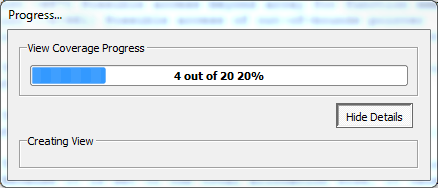 Progress...
View Coverage Progress
4 out of 20 20%
Hide Details
Creating View